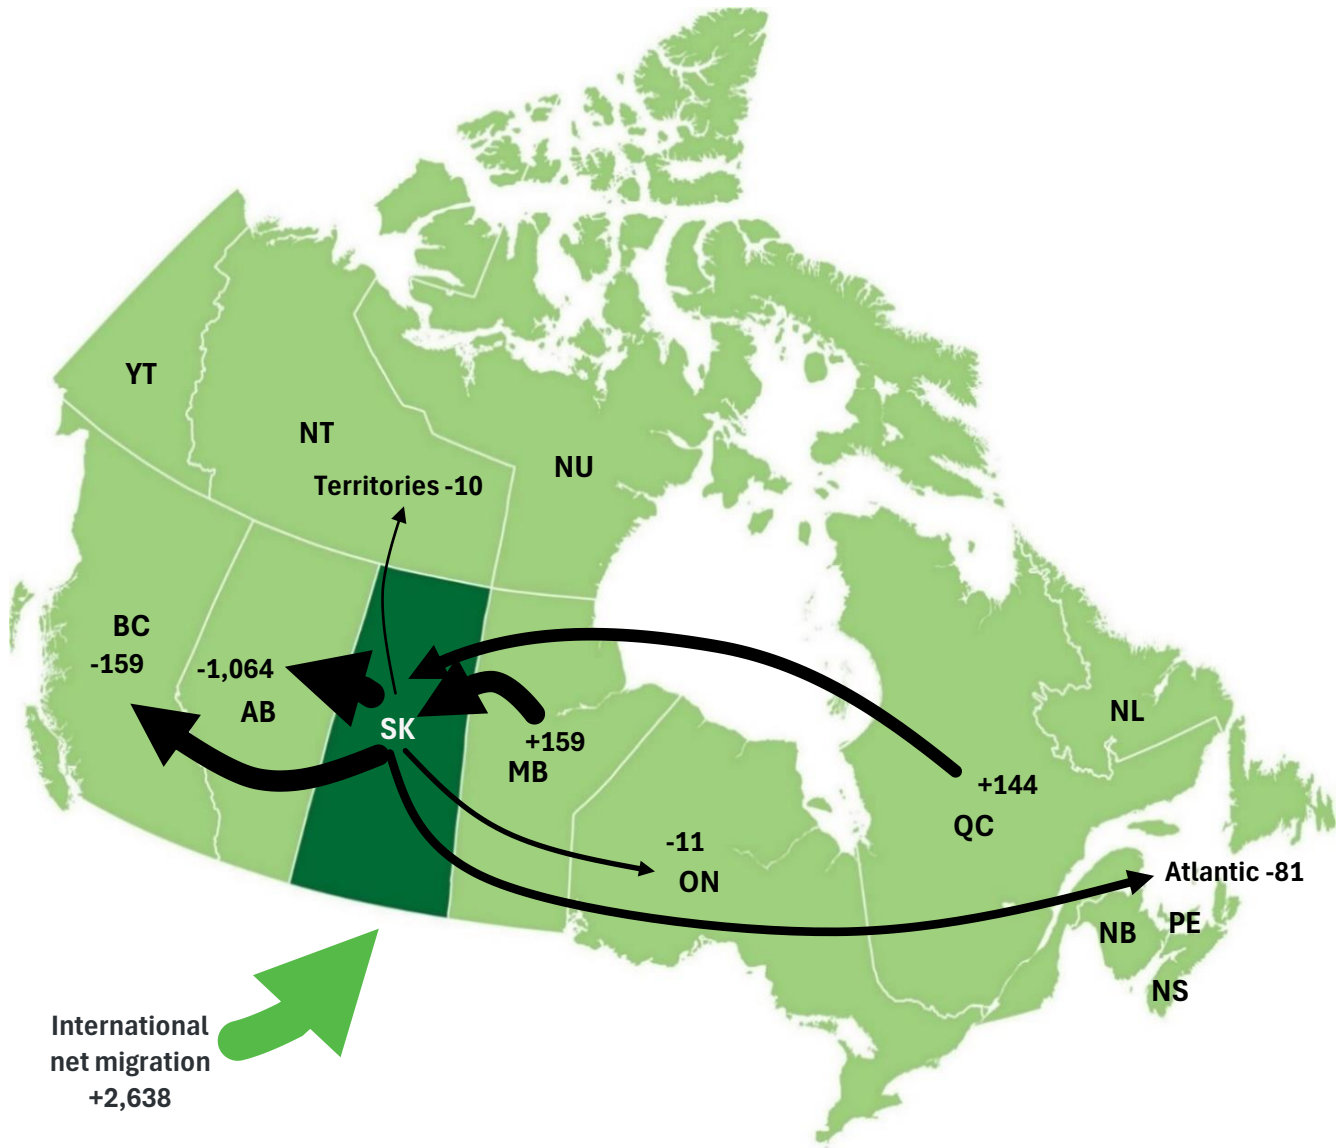 YT
NT
NU
Territories -10
BC
-159
-1,064
AB
SK
+159
MB
NL
+144
QC
-11
ON
Atlantic -81
NB
PE
NS
International
net migration
+2,638